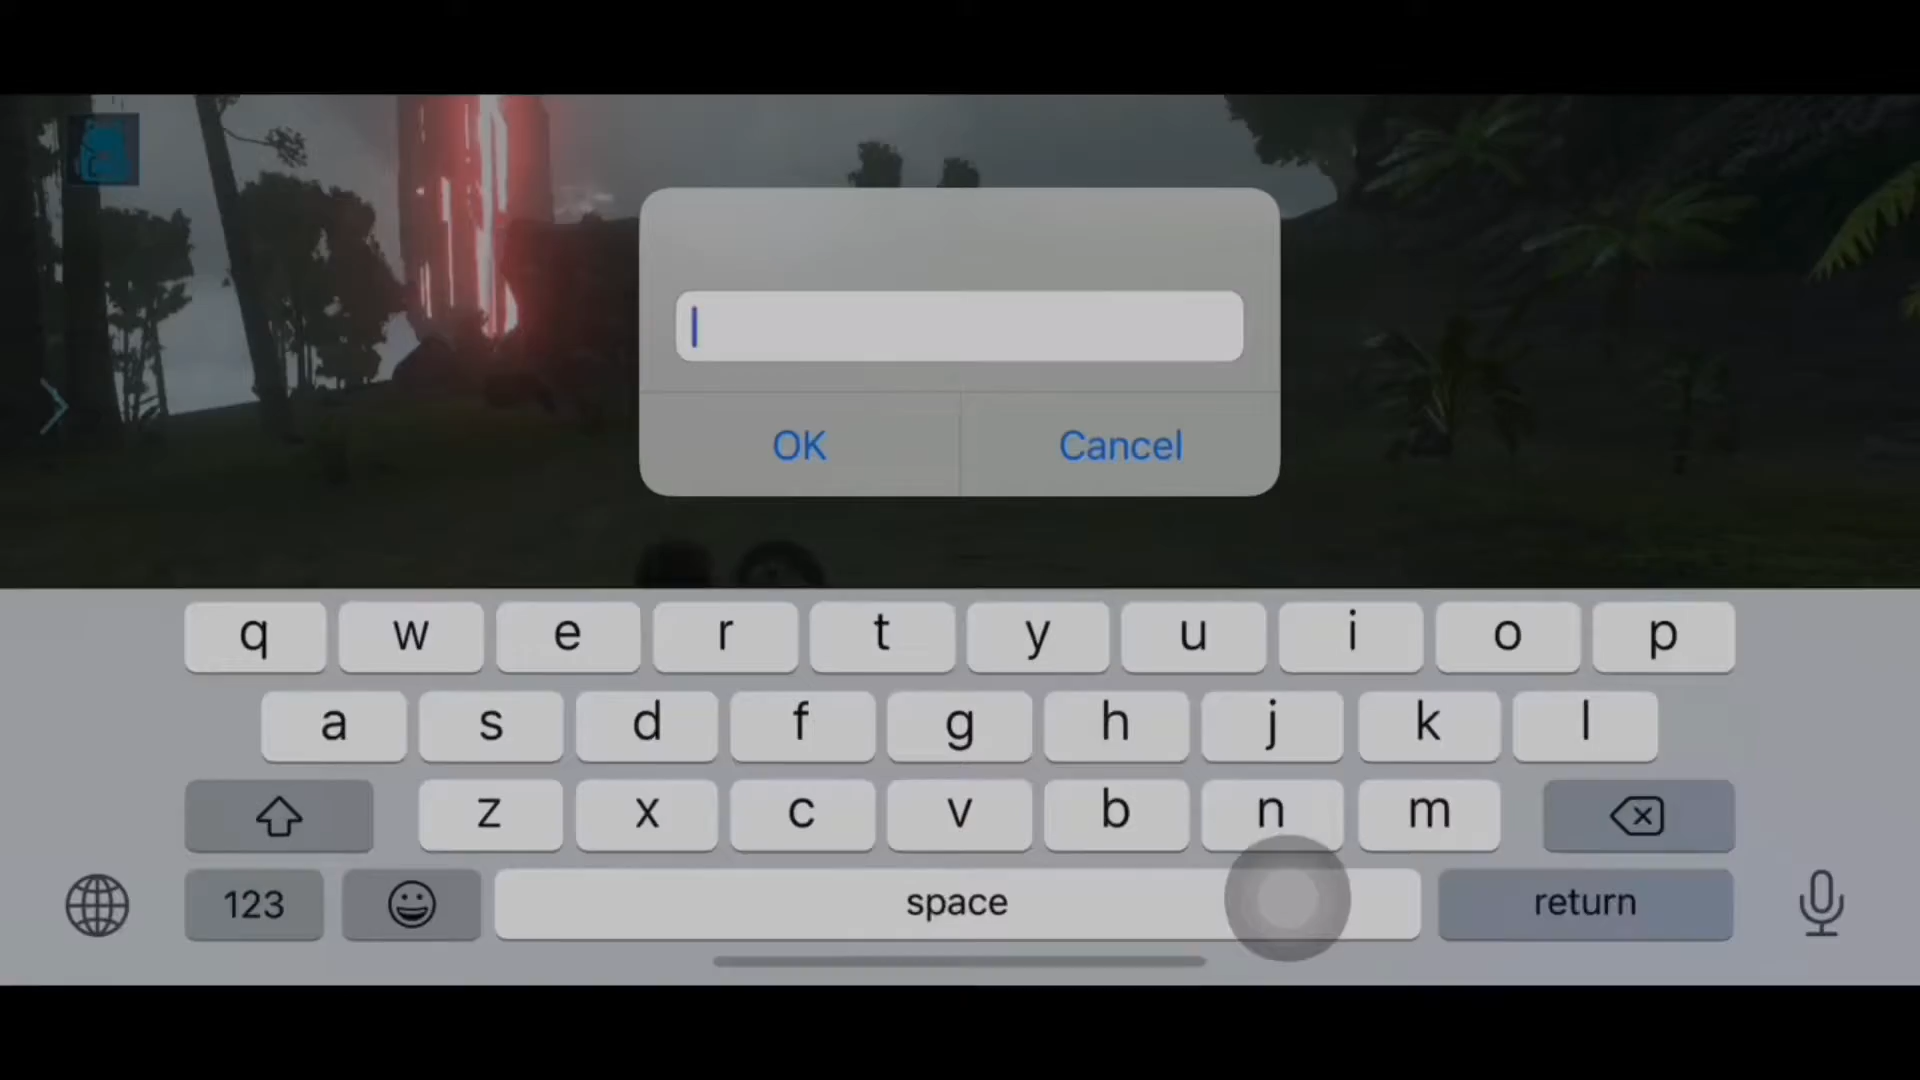 OK Cancel
q w e r t y u i o p
a s d f g h j k l
z x c v b n m
123 space return